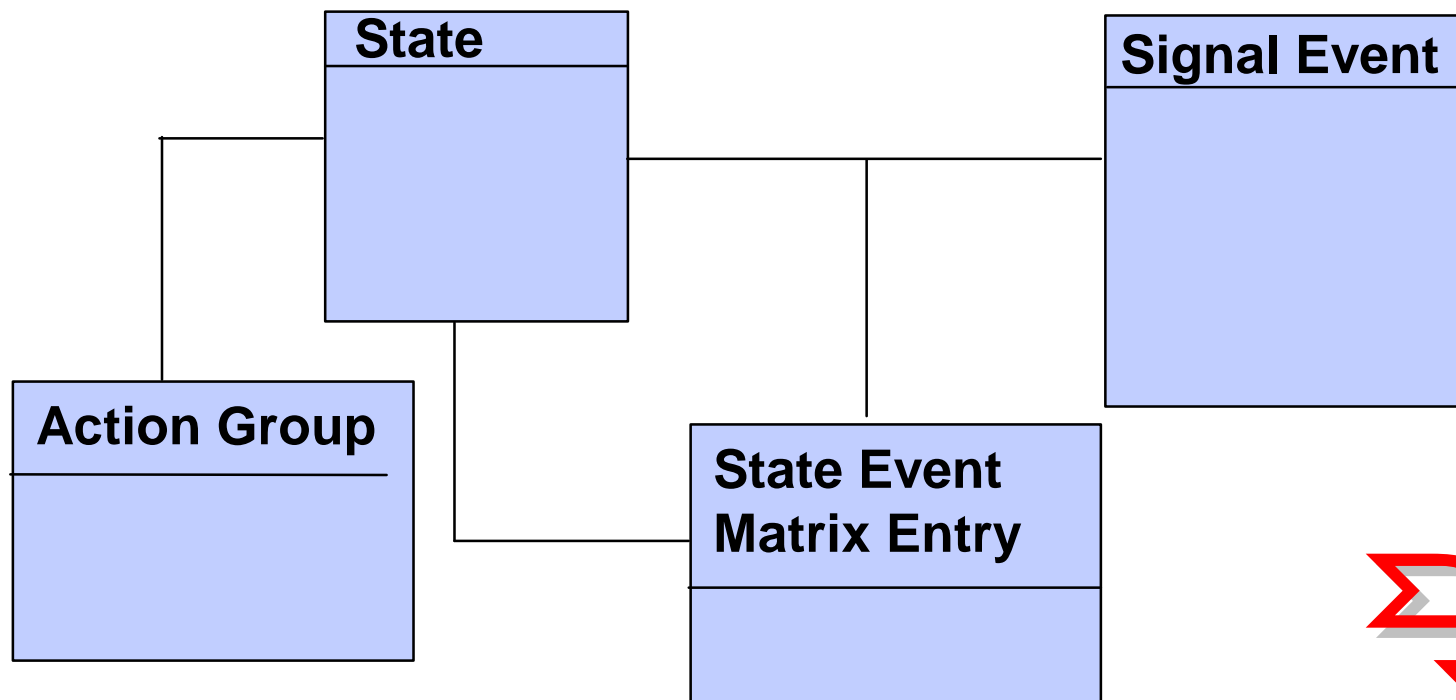 State
Signal Event
Action Group
State Event
Matrix Entry